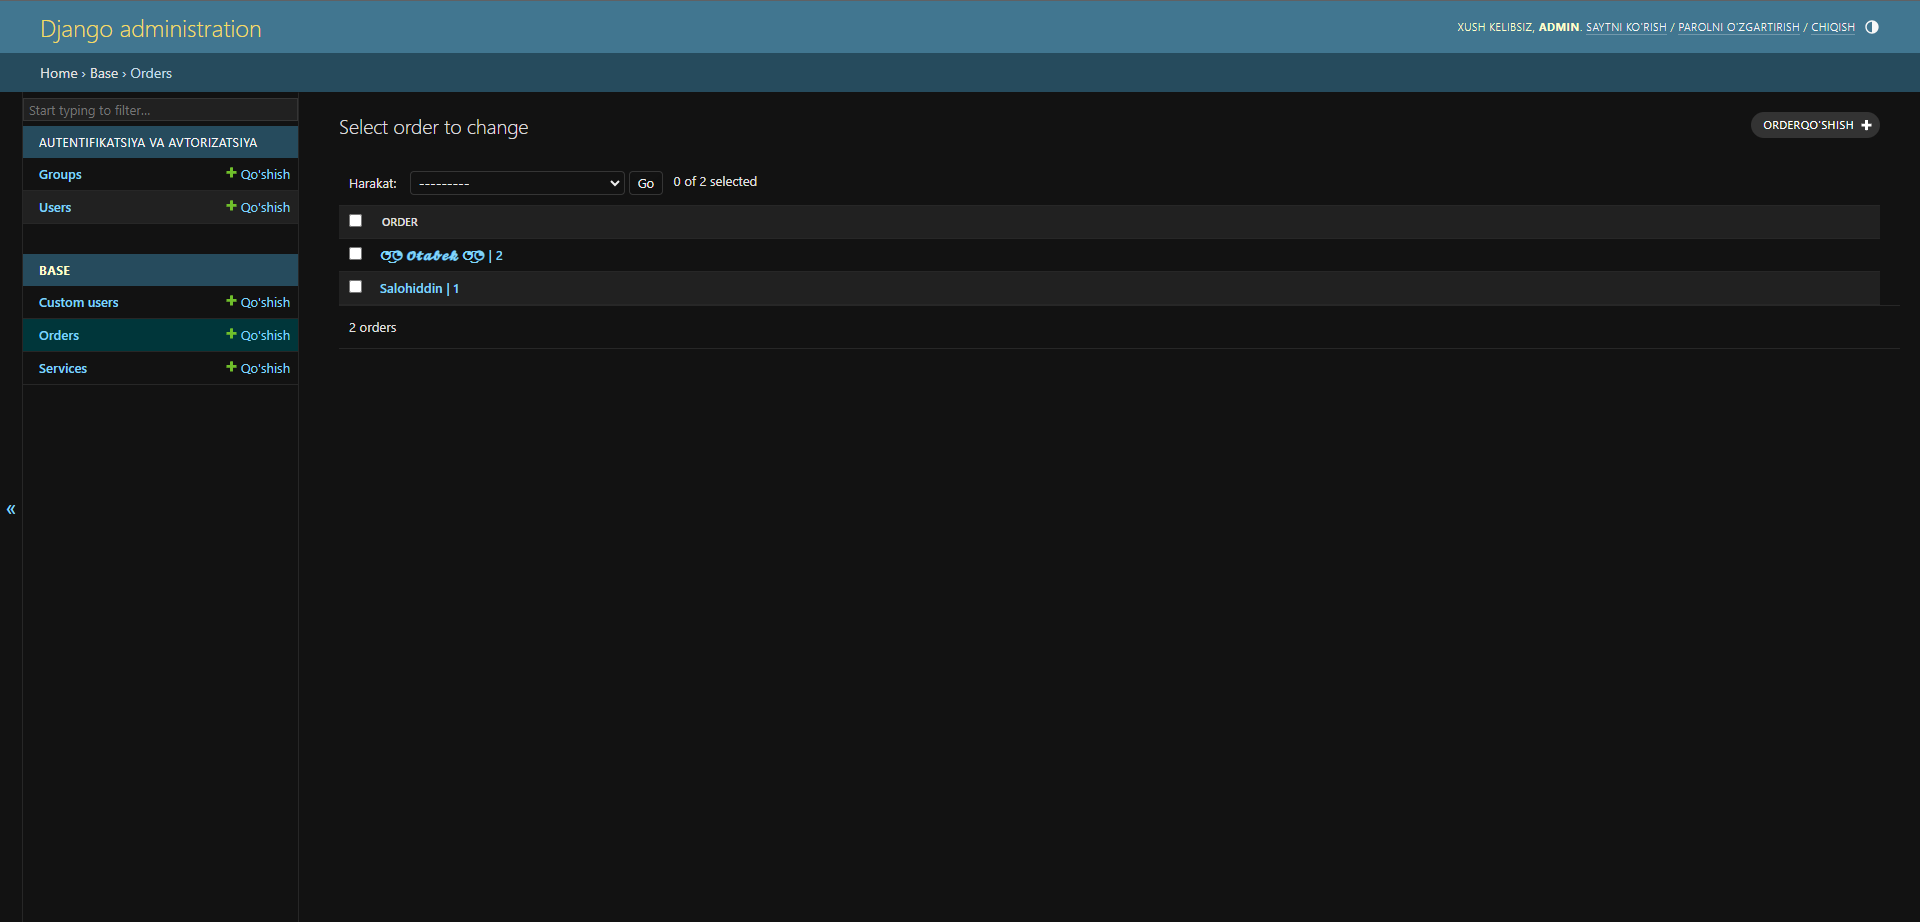 Django administration
XUSH KELIBSIZ, ADMIN. SAYTNI KO'RISH / PAROLNI O'ZGARTIRISH / CHIQISH
Home › Base › Orders
Start typing to filter...
AUTENTIFIKATSIYA VA AVTORIZATSIYA
Groups + Qo'shish
Users + Qo'shish
BASE
Custom users + Qo'shish
Orders + Qo'shish
Services + Qo'shish
«
Select order to change
ORDERQO'SHISH +
Harakat: --------- Go 0 of 2 selected
ORDER
𝓞𝓽𝓪𝓫𝓮𝓴 | 2
Salohiddin | 1
2 orders